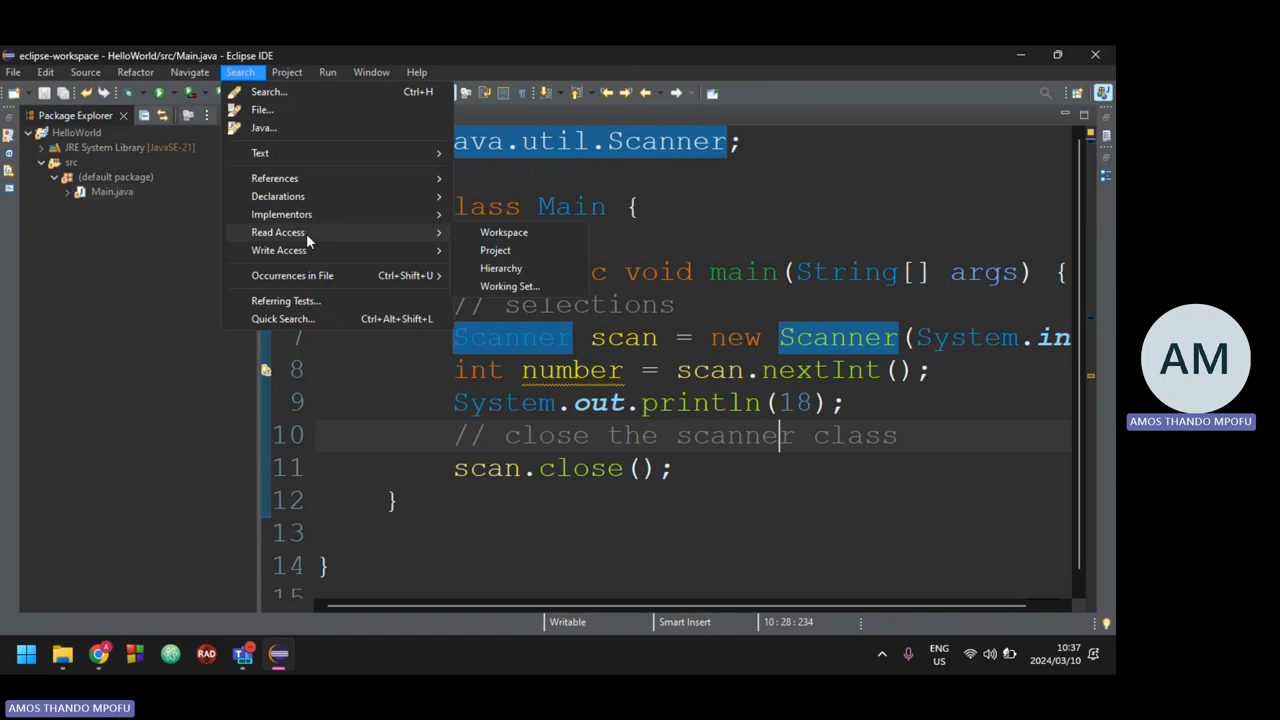 eclipse-workspace - HelloWorld/src/Main.java - Eclipse IDE
File Edit Source Refactor Navigate Search Project Run Window Help
Package Explorer
HelloWorld
JRE System Library [JavaSE-21]
src
(default package)
Main.java
Search... Ctrl+H
File...
Java...
Text
References
Declarations
Implementors
Read Access
Write Access
Occurrences in File Ctrl+Shift+U
Referring Tests...
Quick Search... Ctrl+Alt+Shift+L
Workspace
Project
Hierarchy
Working Set...
ava.util.Scanner;
lass Main {
c void main(String[] args) {
// selections
7 Scanner scan = new Scanner(System.in
8 int number = scan.nextInt();
9 System.out.println(18);
10 // close the scanner class
11 scan.close();
12 }
13
14 }
15
Writable Smart Insert 10 : 28 : 234
RAD
ENG
US
10:37
2024/03/10
AM
AMOS THANDO MPOFU
AMOS THANDO MPOFU